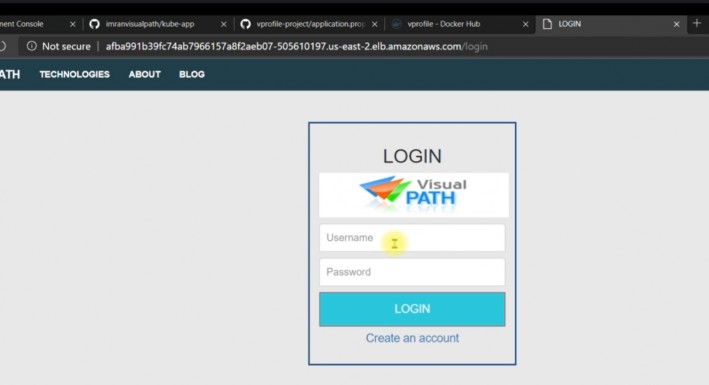 ment Console
imranvisualpath/kube-app
vprofile-project/application.prop
vprofile - Docker Hub
LOGIN
Not secure | afba991b39fc74ab7966157a8f2aeb07-505610197.us-east-2.elb.amazonaws.com/login
PATH TECHNOLOGIES ABOUT BLOG
LOGIN
Visual
PATH
Username
Password
LOGIN
Create an account